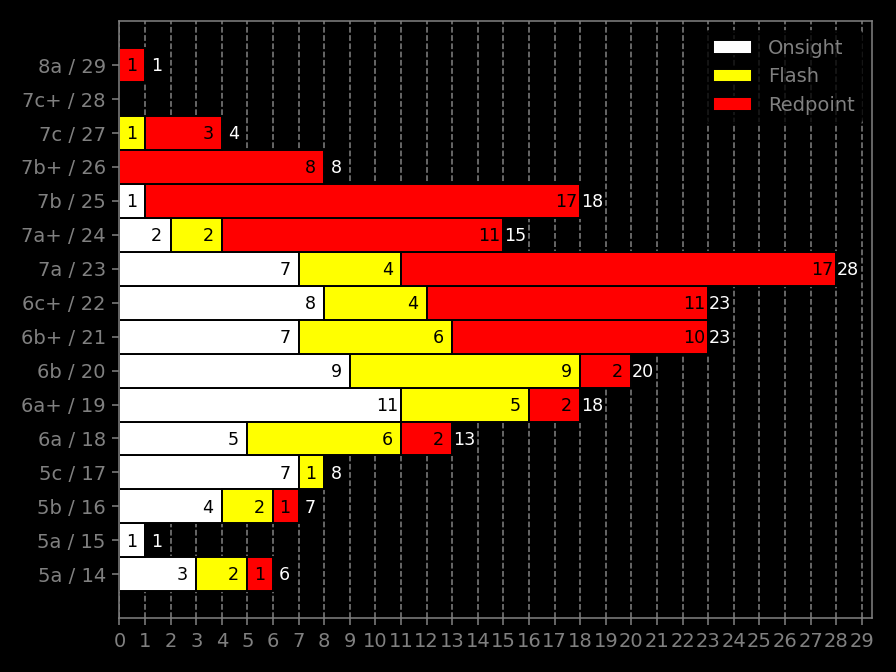 Onsight
Flash
Redpoint
8a / 29 1 1
7c+ / 28
7c / 27 1 3 4
7b+ / 26 8 8
7b / 25 1 17 18
7a+ / 24 2 2 11 15
7a / 23 7 4 17 28
6c+ / 22 8 4 11 23
6b+ / 21 7 6 10 23
6b / 20 9 9 2 20
6a+ / 19 11 5 2 18
6a / 18 5 6 2 13
5c / 17 7 1 8
5b / 16 4 2 1 7
5a / 15 1 1
5a / 14 3 2 1 6
0 1 2 3 4 5 6 7 8 9 10 11 12 13 14 15 16 17 18 19 20 21 22 23 24 25 26 27 28 29